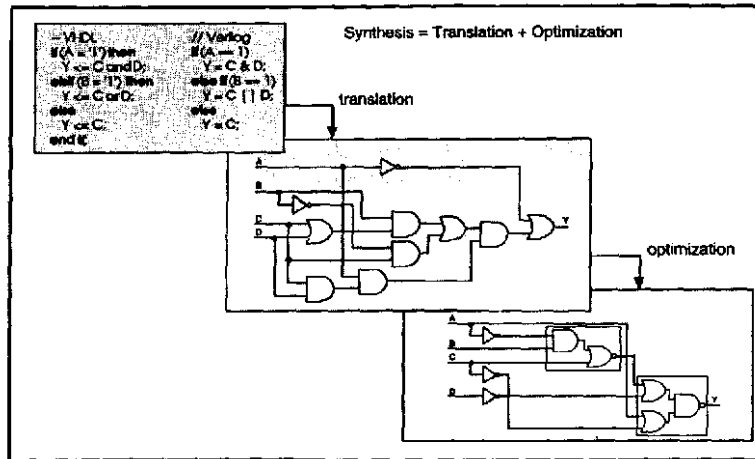 Synthesis = Translation + Optimization
-- VHDL
if(A = '1') then
Y <= C and D;
elsif (B = '1') then
Y <= C or D;
else
Y <= C;
end if;
// Verilog
if(A == 1)
Y = C & D;
else if(B == 1)
Y = C | D;
else
Y = C;
translation
A
B
C
D
Y
optimization
A
B
C
D
Y